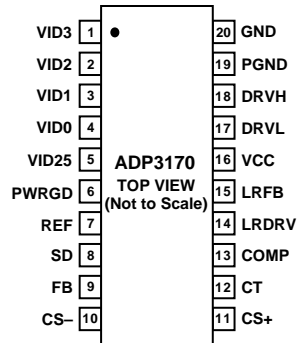 VID3 1
VID2 2
VID1 3
VID0 4
VID25 5
PWRGD 6
REF 7
SD 8
FB 9
CS– 10
ADP3170
TOP VIEW
(Not to Scale)
20 GND
19 PGND
18 DRVH
17 DRVL
16 VCC
15 LRFB
14 LRDRV
13 COMP
12 CT
11 CS+